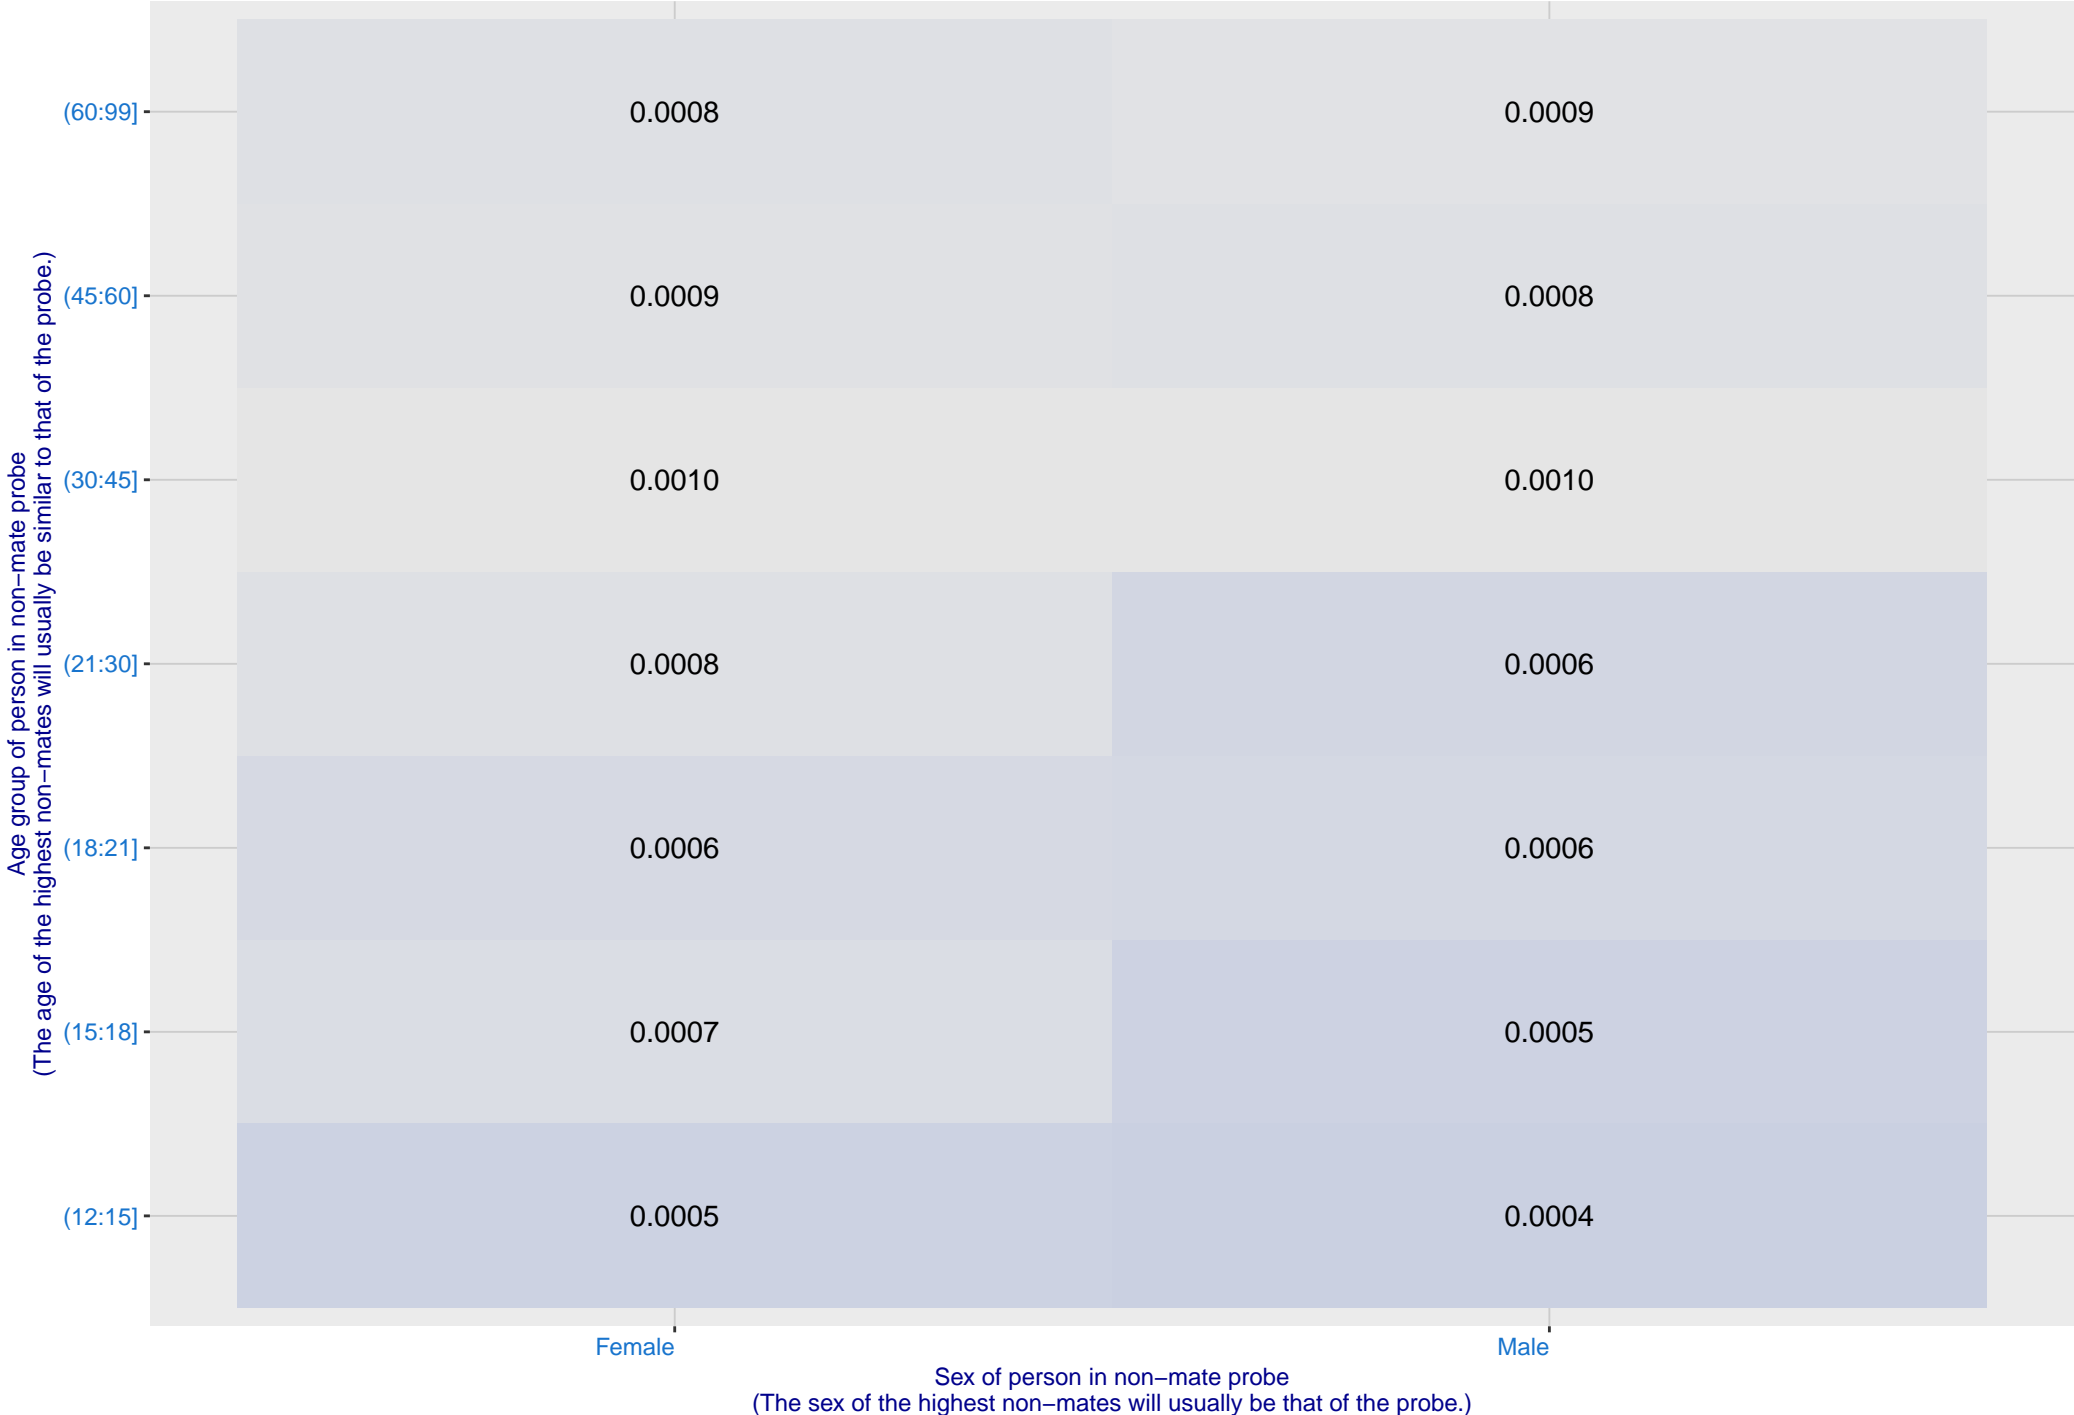 Age group of person in non−mate probe
(The age of the highest non−mates will usually be similar to that of the probe.)
(60:99] 0.0008 0.0009
(45:60] 0.0009 0.0008
(30:45] 0.0010 0.0010
(21:30] 0.0008 0.0006
(18:21] 0.0006 0.0006
(15:18] 0.0007 0.0005
(12:15] 0.0005 0.0004
Female Male
Sex of person in non−mate probe
(The sex of the highest non−mates will usually be that of the probe.)